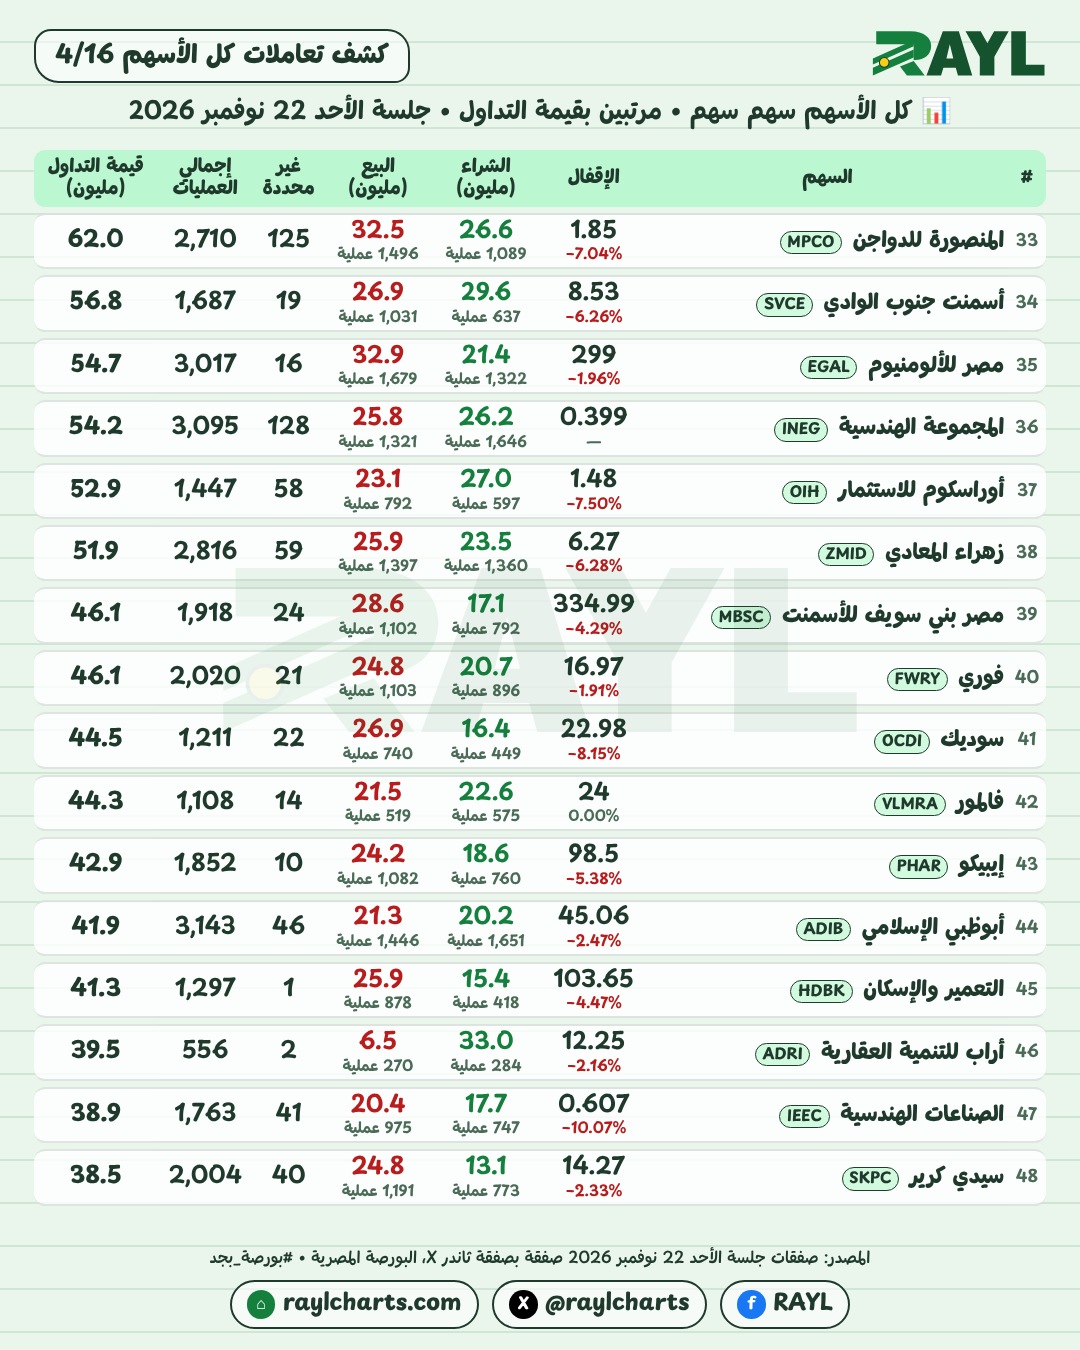 RAYL
كشف تعاملات كل الأسهم 4/16
📊 كل الأسهم سهم سهم • مرتبين بقيمة التداول • جلسة الأحد 22 نوفمبر 2026
# السهم الإقفال الشراء (مليون) البيع (مليون) غير محددة إجمالي العمليات قيمة التداول (مليون)
33 المنصورة للدواجن MPCO 1.85 26.6 32.5 125 2,710 62.0
-7.04% 1,089 عملية 1,496 عملية
34 أسمنت جنوب الوادي SVCE 8.53 29.6 26.9 19 1,687 56.8
-6.26% 637 عملية 1,031 عملية
35 مصر للألومنيوم EGAL 299 21.4 32.9 16 3,017 54.7
-1.96% 1,322 عملية 1,679 عملية
36 المجموعة الهندسية INEG 0.399 26.2 25.8 128 3,095 54.2
— 1,646 عملية 1,321 عملية
37 أوراسكوم للاستثمار OIH 1.48 27.0 23.1 58 1,447 52.9
-7.50% 597 عملية 792 عملية
38 زهراء المعادي ZMID 6.27 23.5 25.9 59 2,816 51.9
-6.28% 1,360 عملية 1,397 عملية
39 مصر بني سويف للأسمنت MBSC 334.99 17.1 28.6 24 1,918 46.1
-4.29% 792 عملية 1,102 عملية
40 فوري FWRY 16.97 20.7 24.8 21 2,020 46.1
-1.91% 896 عملية 1,103 عملية
41 سوديك OCDI 22.98 16.4 26.9 22 1,211 44.5
-8.15% 449 عملية 740 عملية
42 فالمور VLMRA 24 22.6 21.5 14 1,108 44.3
0.00% 575 عملية 519 عملية
43 إيبيكو PHAR 98.5 18.6 24.2 10 1,852 42.9
-5.38% 760 عملية 1,082 عملية
44 أبوظبي الإسلامي ADIB 45.06 20.2 21.3 46 3,143 41.9
-2.47% 1,651 عملية 1,446 عملية
45 التعمير والإسكان HDBK 103.65 15.4 25.9 1 1,297 41.3
-4.47% 418 عملية 878 عملية
46 أراب للتنمية العقارية ADRI 12.25 33.0 6.5 2 556 39.5
-2.16% 284 عملية 270 عملية
47 الصناعات الهندسية IEEC 0.607 17.7 20.4 41 1,763 38.9
-10.07% 747 عملية 975 عملية
48 سيدي كرير SKPC 14.27 13.1 24.8 40 2,004 38.5
-2.33% 773 عملية 1,191 عملية
RAYL
المصدر: صفقات جلسة الأحد 22 نوفمبر 2026 صفقة بصفقة ثاندر X، البورصة المصرية • #بورصة_بجد
raylcharts.com
@raylcharts
RAYL